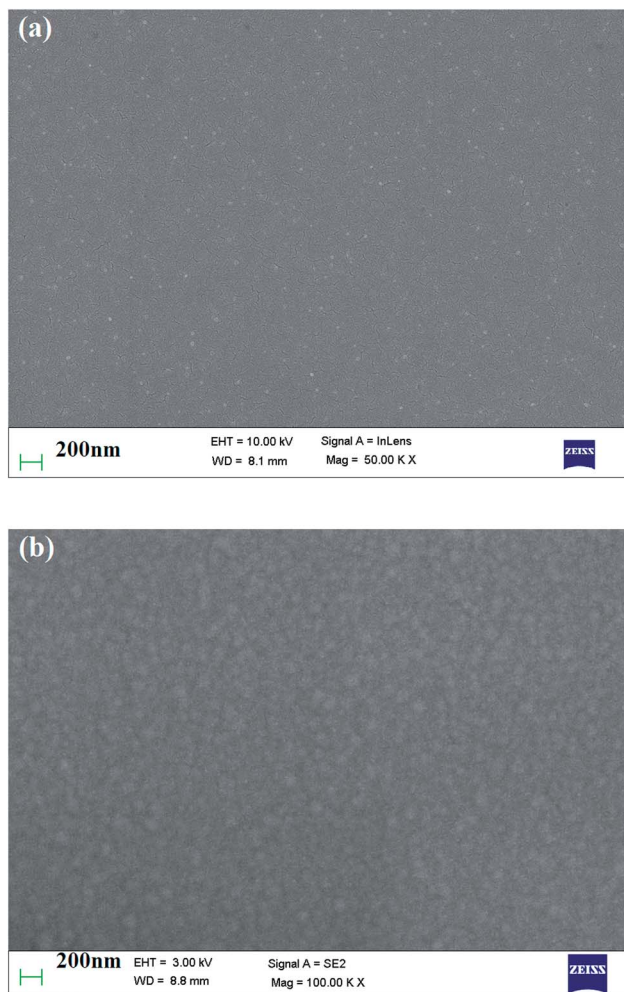 (a)
200nm
EHT = 10.00 kV Signal A = InLens
WD = 8.1 mm Mag = 50.00 K X
ZEISS
(b)
200nm
EHT = 3.00 kV Signal A = SE2
WD = 8.8 mm Mag = 100.00 K X
ZEISS